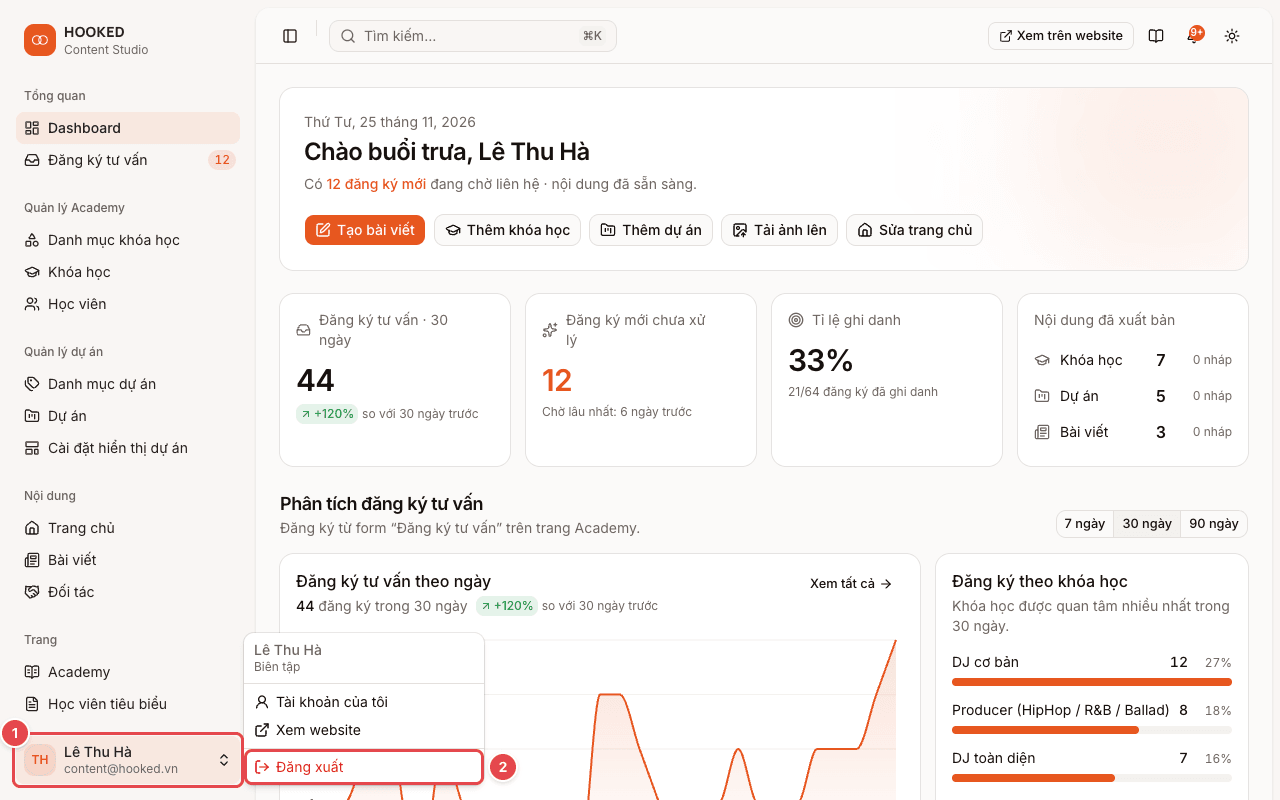 HOOKED
Content Studio
Tổng quan
Dashboard
Đăng ký tư vấn 12
Quản lý Academy
Danh mục khóa học
Khóa học
Học viên
Quản lý dự án
Danh mục dự án
Dự án
Cài đặt hiển thị dự án
Nội dung
Trang chủ
Bài viết
Đối tác
Trang
Academy
Học viên tiêu biểu
1
TH
Lê Thu Hà
content@hooked.vn
Tìm kiếm... ⌘K
Xem trên website
9+
Thứ Tư, 25 tháng 11, 2026
Chào buổi trưa, Lê Thu Hà
Có 12 đăng ký mới đang chờ liên hệ · nội dung đã sẵn sàng.
Tạo bài viết
Thêm khóa học
Thêm dự án
Tải ảnh lên
Sửa trang chủ
Đăng ký tư vấn · 30
ngày
44
+120% so với 30 ngày trước
Đăng ký mới chưa xử
lý
12
Chờ lâu nhất: 6 ngày trước
Tỉ lệ ghi danh
33%
21/64 đăng ký đã ghi danh
Nội dung đã xuất bản
Khóa học 7 0 nháp
Dự án 5 0 nháp
Bài viết 3 0 nháp
Phân tích đăng ký tư vấn
Đăng ký từ form “Đăng ký tư vấn” trên trang Academy.
7 ngày 30 ngày 90 ngày
Đăng ký tư vấn theo ngày
44 đăng ký trong 30 ngày +120% so với 30 ngày trước
Xem tất cả →
Đăng ký theo khóa học
Khóa học được quan tâm nhiều nhất trong
30 ngày.
DJ cơ bản 12 27%
Producer (HipHop / R&B / Ballad) 8 18%
DJ toàn diện 7 16%
Lê Thu Hà
Biên tập
Tài khoản của tôi
Xem website
Đăng xuất
2